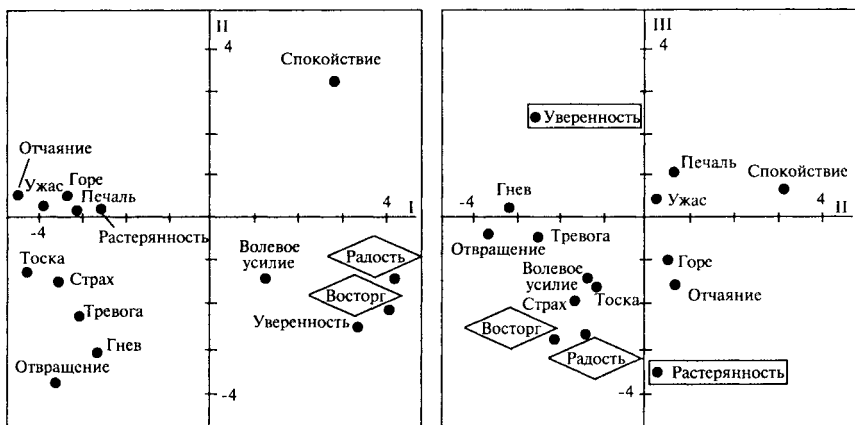 II
4
Спокойствие
Отчаяние
Ужас
Горе
Печаль
-4
4
I
Растерянность
Тоска
Страх
Волевое
усилие
Радость
Восторг
Тревога
Уверенность
Гнев
Отвращение
-4
III
4
Уверенность
Печаль
Спокойствие
Гнев
Ужас
-4
4
II
Отвращение
Тревога
Горе
Волевое
усилие
Отчаяние
Страх
Тоска
Восторг
Радость
Растерянность
-4